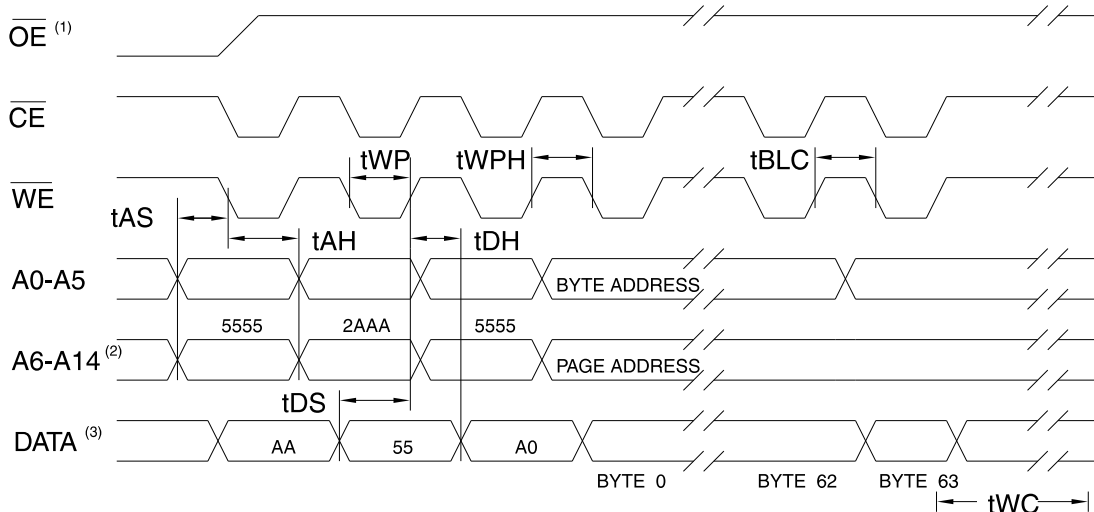 OE (1)
CE
tWP
tWPH
tBLC
WE
tAS
tAH
tDH
A0-A5
BYTE ADDRESS
5555
2AAA
5555
A6-A14 (2)
PAGE ADDRESS
tDS
DATA (3)
AA
55
A0
BYTE 0
BYTE 62
BYTE 63
tWC